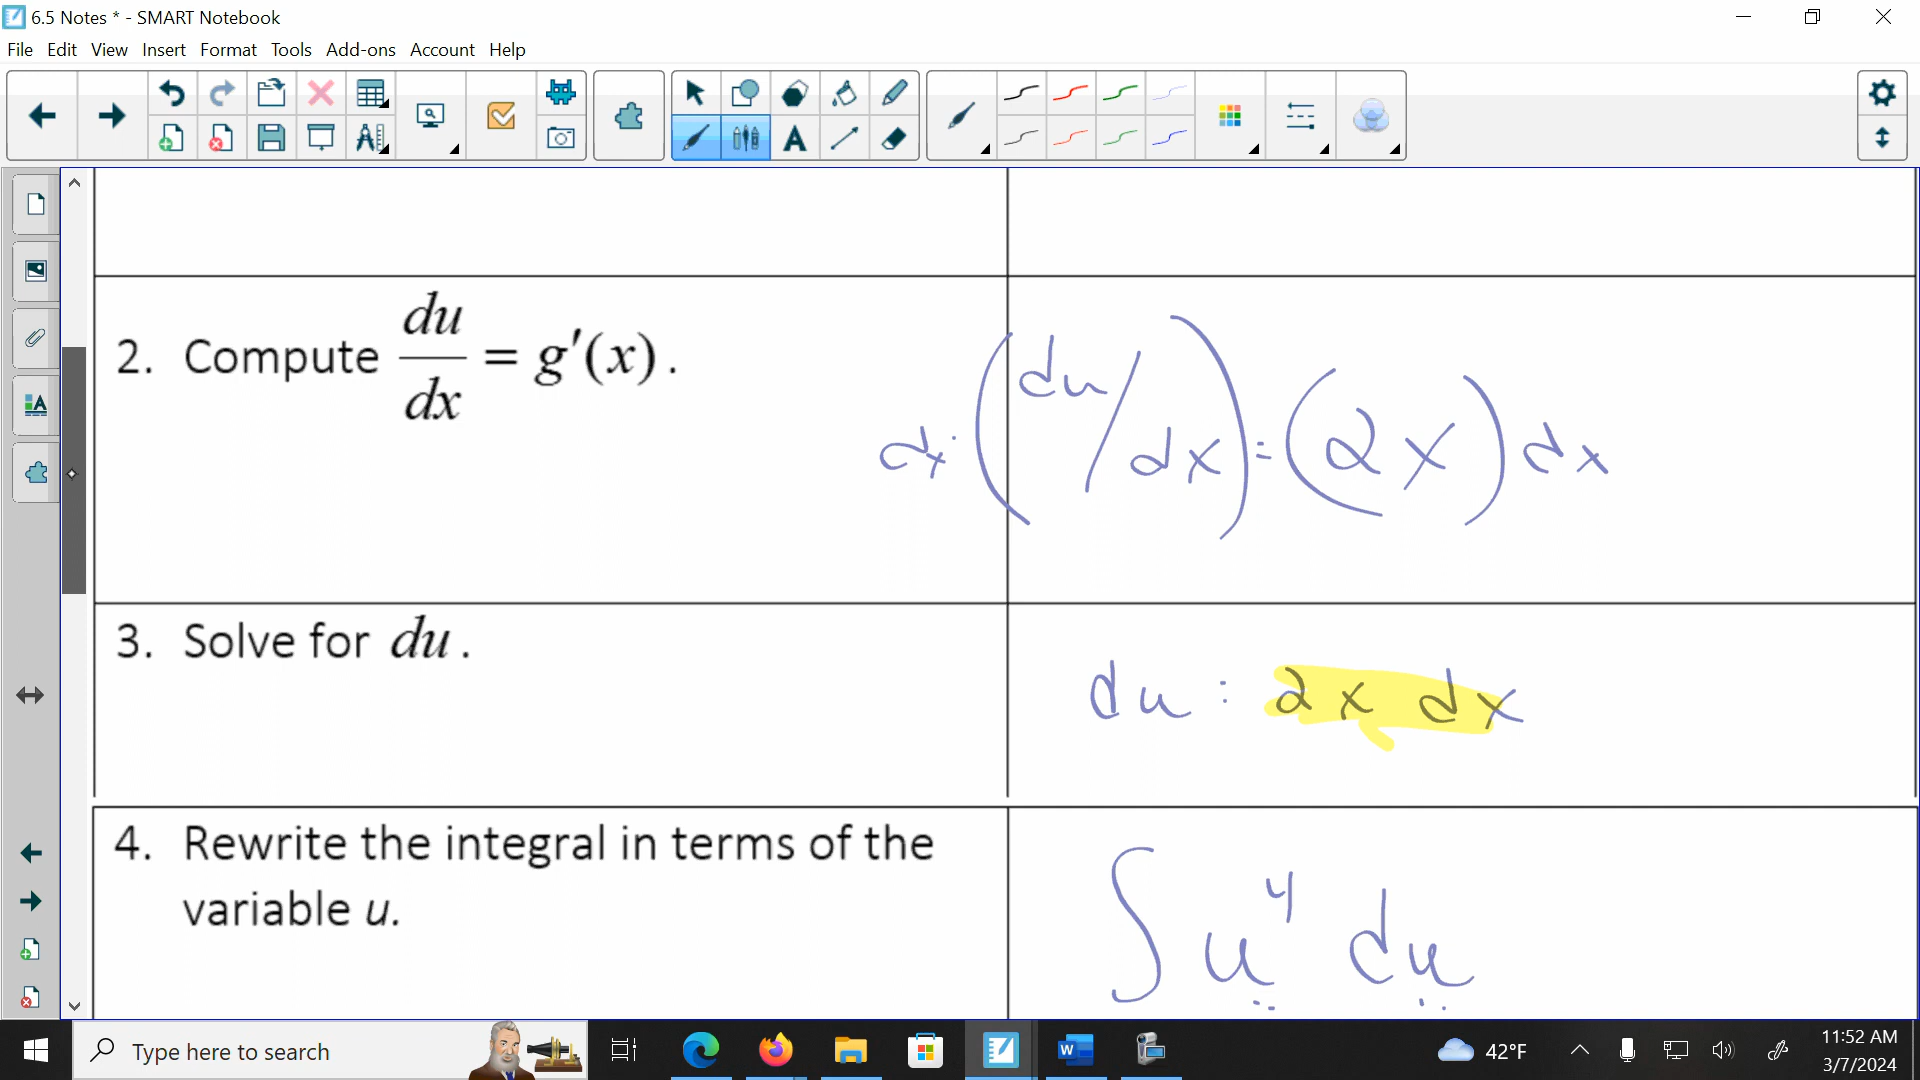 6.5 Notes * - SMART Notebook
File Edit View Insert Format Tools Add-ons Account Help
2. Compute du/dx = g'(x).
dx·(du/dx)=(2x)dx
3. Solve for du.
du = 2x dx
4. Rewrite the integral in terms of the
variable u.
∫ u⁴ du
Type here to search
42°F
11:52 AM
3/7/2024